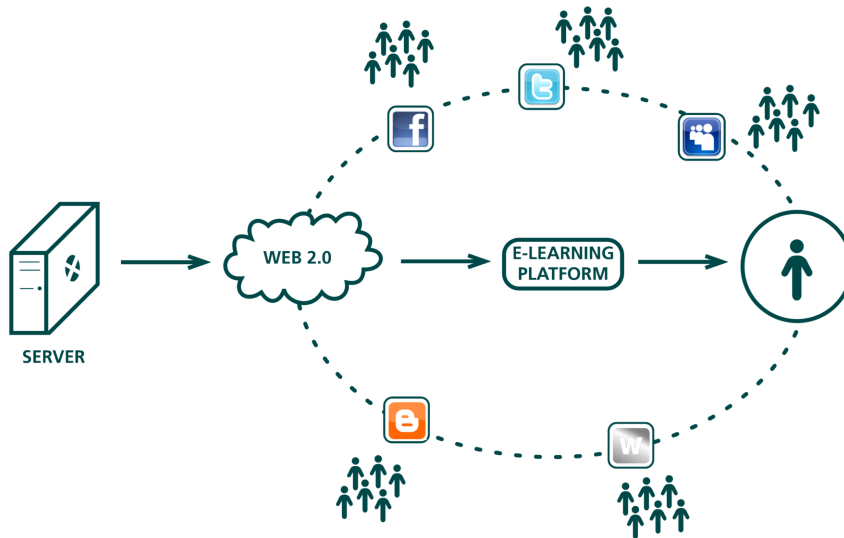 f
t
WEB 2.0
E-LEARNING
PLATFORM
SERVER
B
W